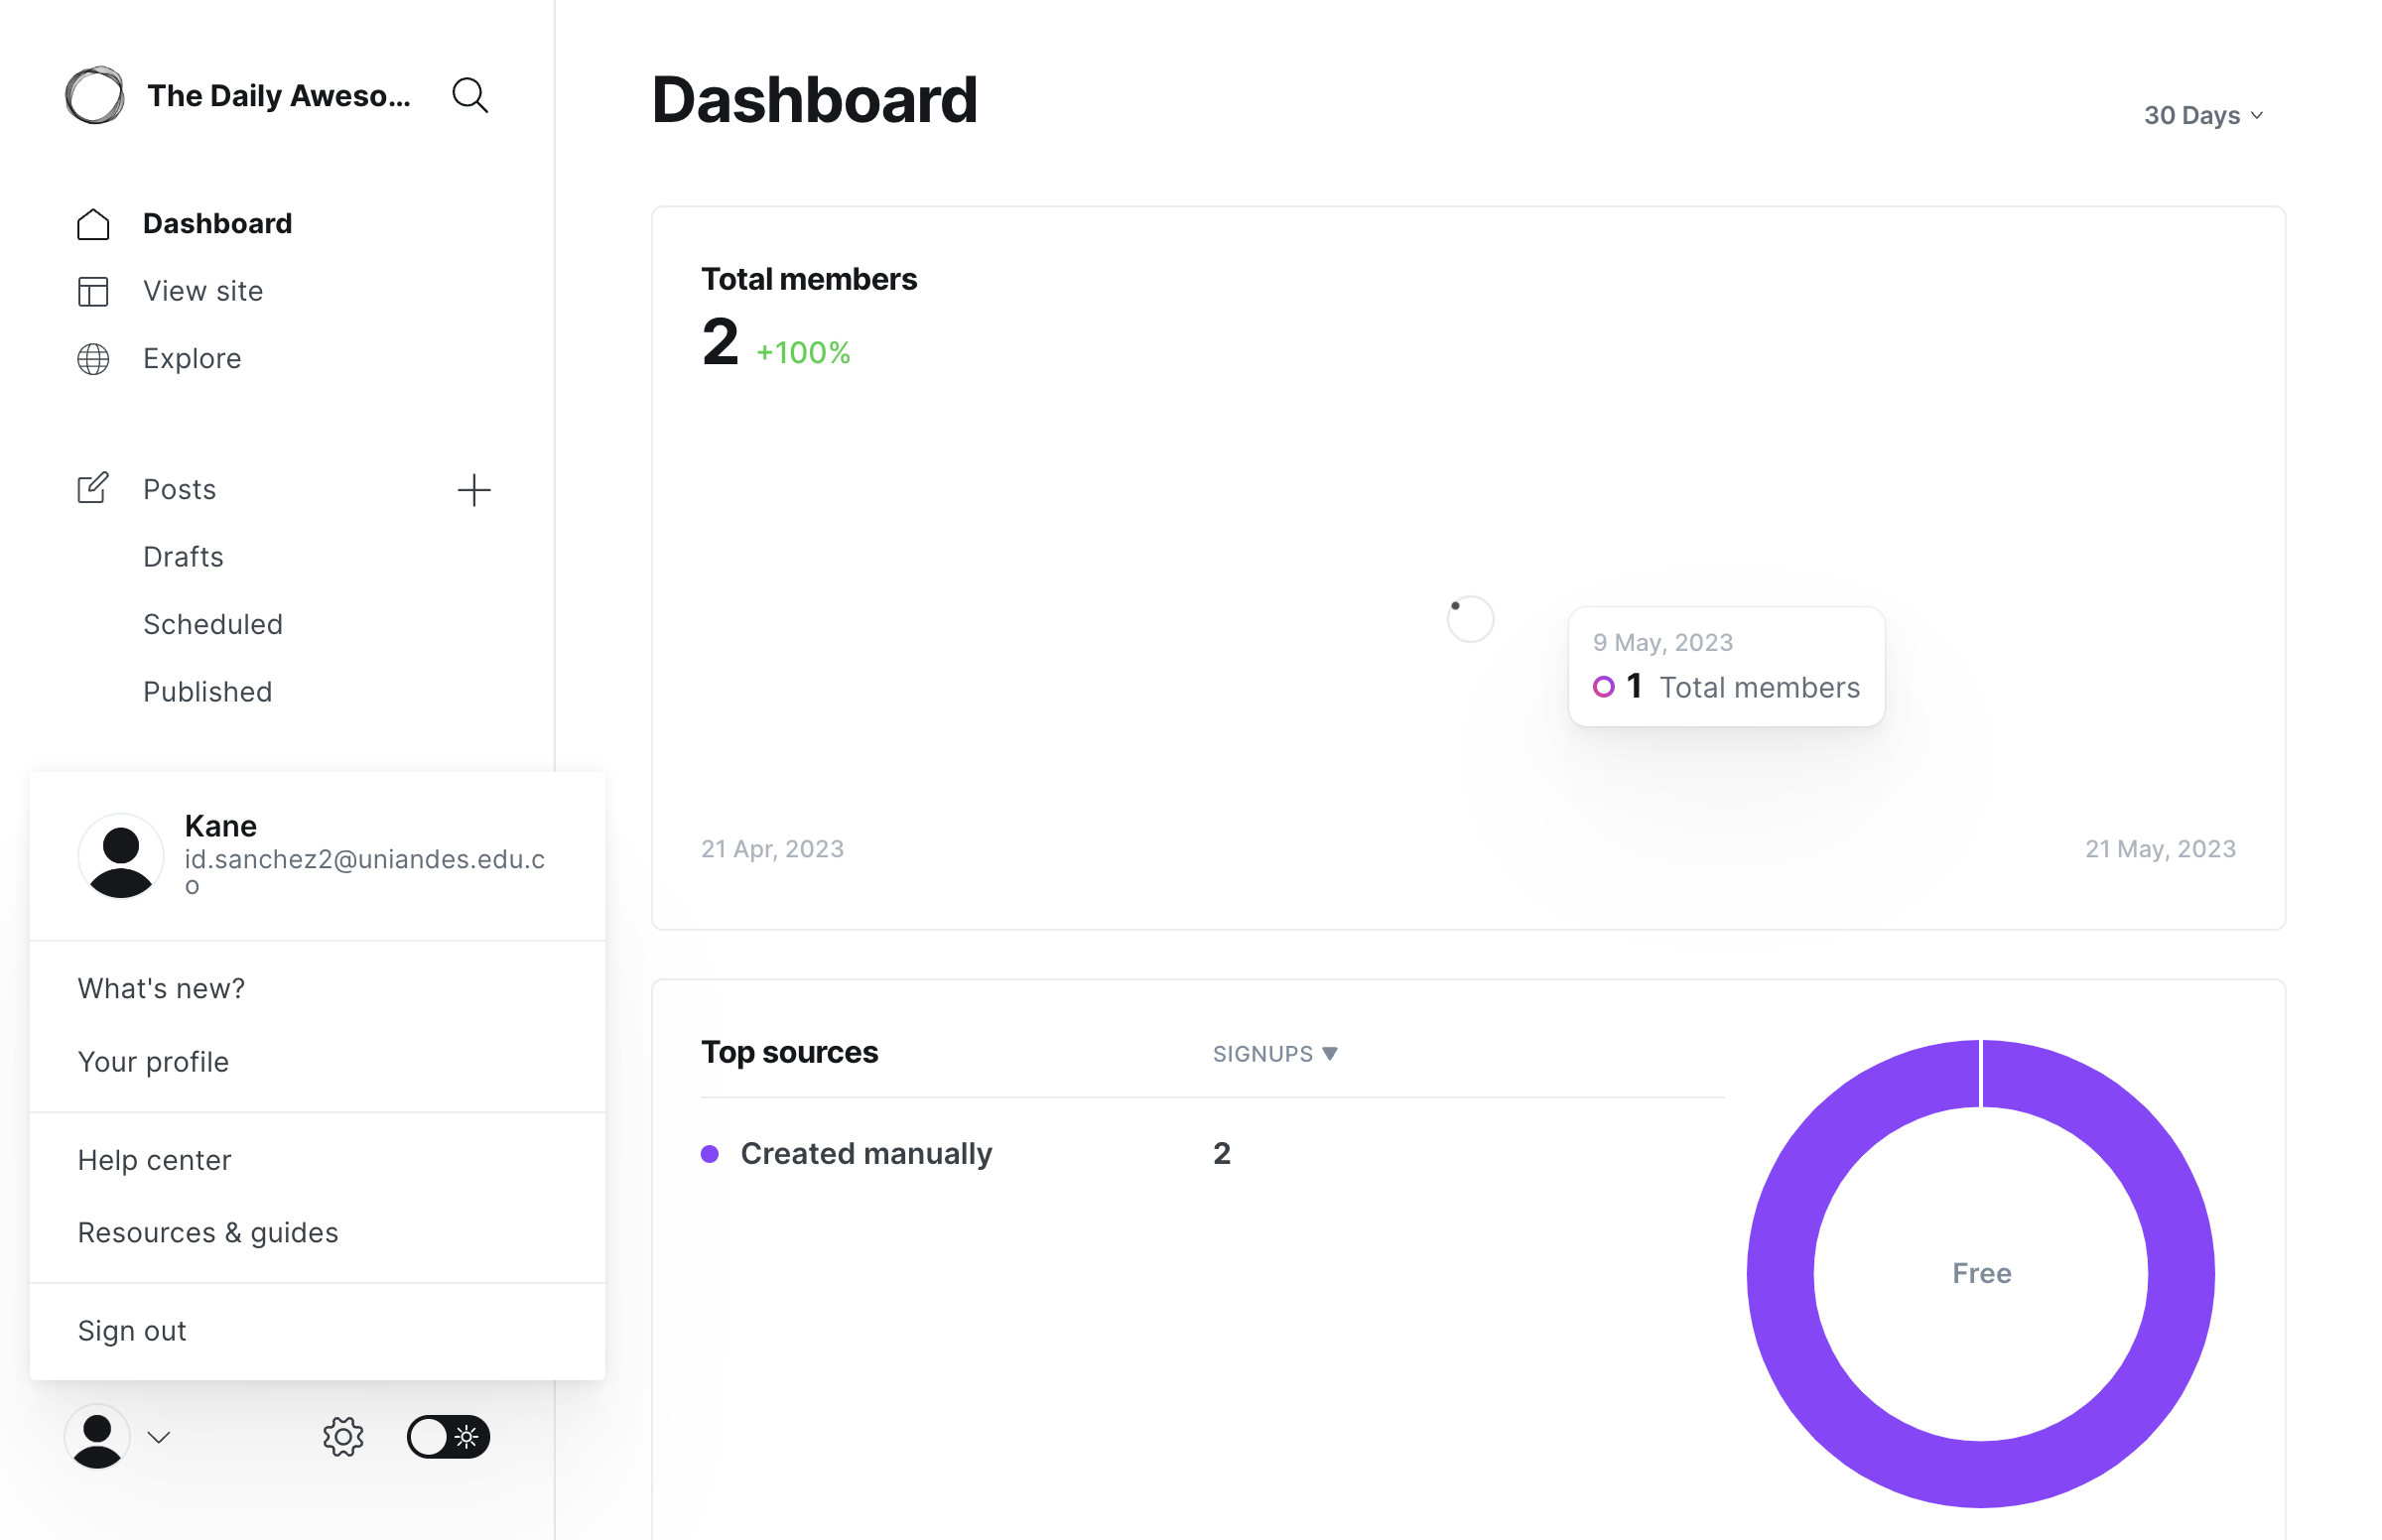 The Daily Aweso...
Dashboard
View site
Explore
Posts
Drafts
Scheduled
Published
Kane
id.sanchez2@uniandes.edu.c
o
What's new?
Your profile
Help center
Resources & guides
Sign out
Dashboard
30 Days
Total members
2 +100%
9 May, 2023
1 Total members
21 Apr, 2023
21 May, 2023
Top sources
SIGNUPS ▼
Created manually
2
Free